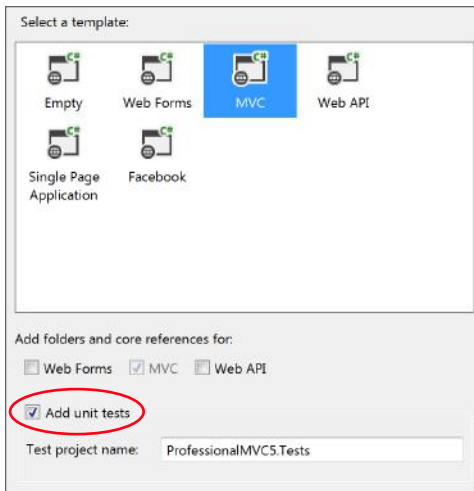 Select a template:
C# C# C# C#
Empty Web Forms MVC Web API
C# C#
Single Page Facebook
Application
Add folders and core references for:
Web Forms MVC Web API
Add unit tests
Test project name: ProfessionalMVC5.Tests